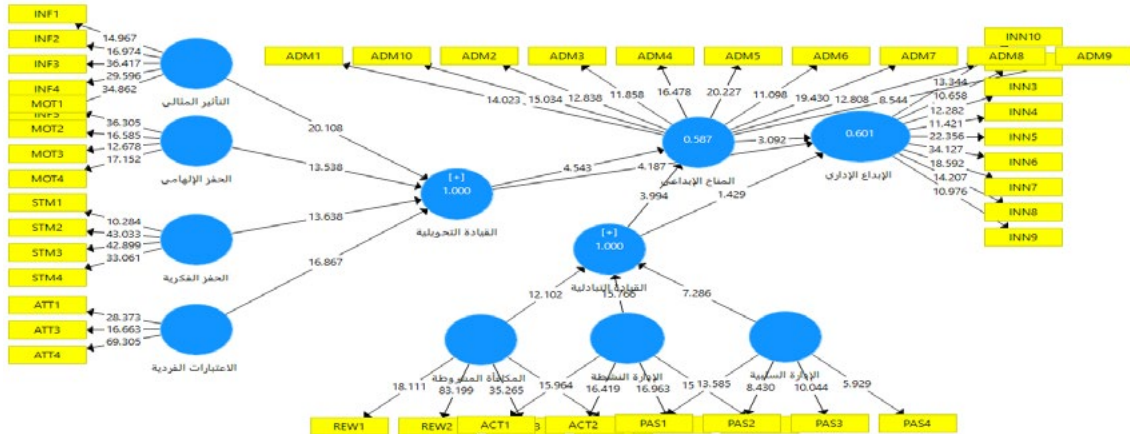 INF1
INF2
INF3
INF4
MOT1
MOT2
MOT3
MOT4
STM1
STM2
STM3
STM4
ATT1
ATT3
ATT4
14.967
16.974
36.417
29.596
34.862
التأثير المثالي
36.305
16.585
12.678
17.152
الحفز الإلهامي
10.284
43.033
42.899
33.061
الحفز الفكرية
28.373
16.663
69.305
الاعتبارات الفردية
20.108
13.538
13.638
16.867
[+]
1.000
القيادة التحويلية
ADM1
ADM10
ADM2
ADM3
ADM4
ADM5
ADM6
ADM7
ADM8
ADM9
14.023
15.034
12.838
11.858
16.478
20.227
11.098
19.430
12.808
8.544
0.587
المناخ الإبداعي
4.543
4.187
3.092
3.994
1.429
0.601
الإبداع الإداري
INN10
INN3
INN4
INN5
INN6
INN7
INN8
INN9
13.344
10.658
12.282
11.421
22.356
34.127
18.592
14.207
10.976
[+]
1.000
القيادة التبادلية
12.102
15.766
7.286
المكافأة المشروطة
الإدارة النشطة
الإدارة السلبية
18.111
83.199
35.265
15.964
16.419
16.963
13.585
8.430
10.044
5.929
REW1
REW2
ACT1
ACT2
PAS1
PAS2
PAS3
PAS4